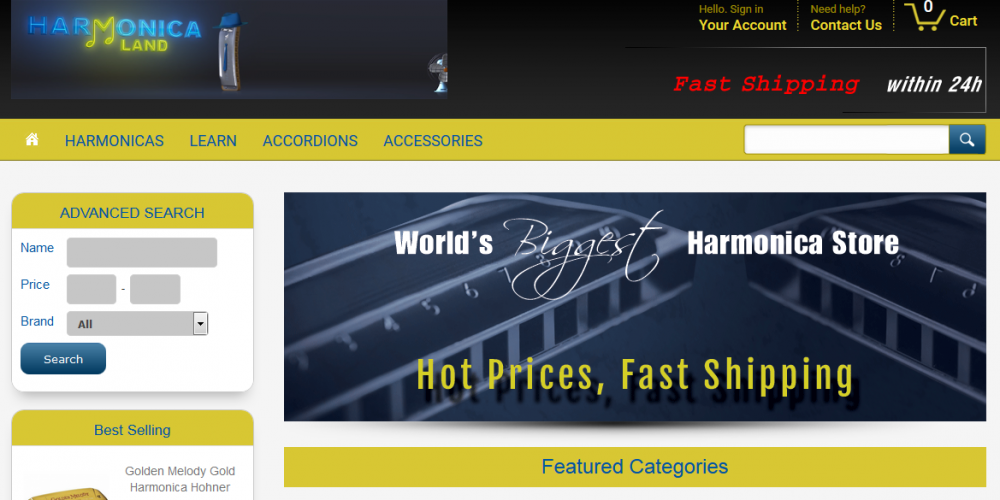 HARMONICA
LAND
Hello. Sign in
Your Account
Need help?
Contact Us
0
Cart
Fast Shipping within 24h
HARMONICAS LEARN ACCORDIONS ACCESSORIES
ADVANCED SEARCH
Name
Price -
Brand All
Search
World's Biggest Harmonica Store
Hot Prices, Fast Shipping
Best Selling
Golden Melody Gold
Harmonica Hohner
Featured Categories